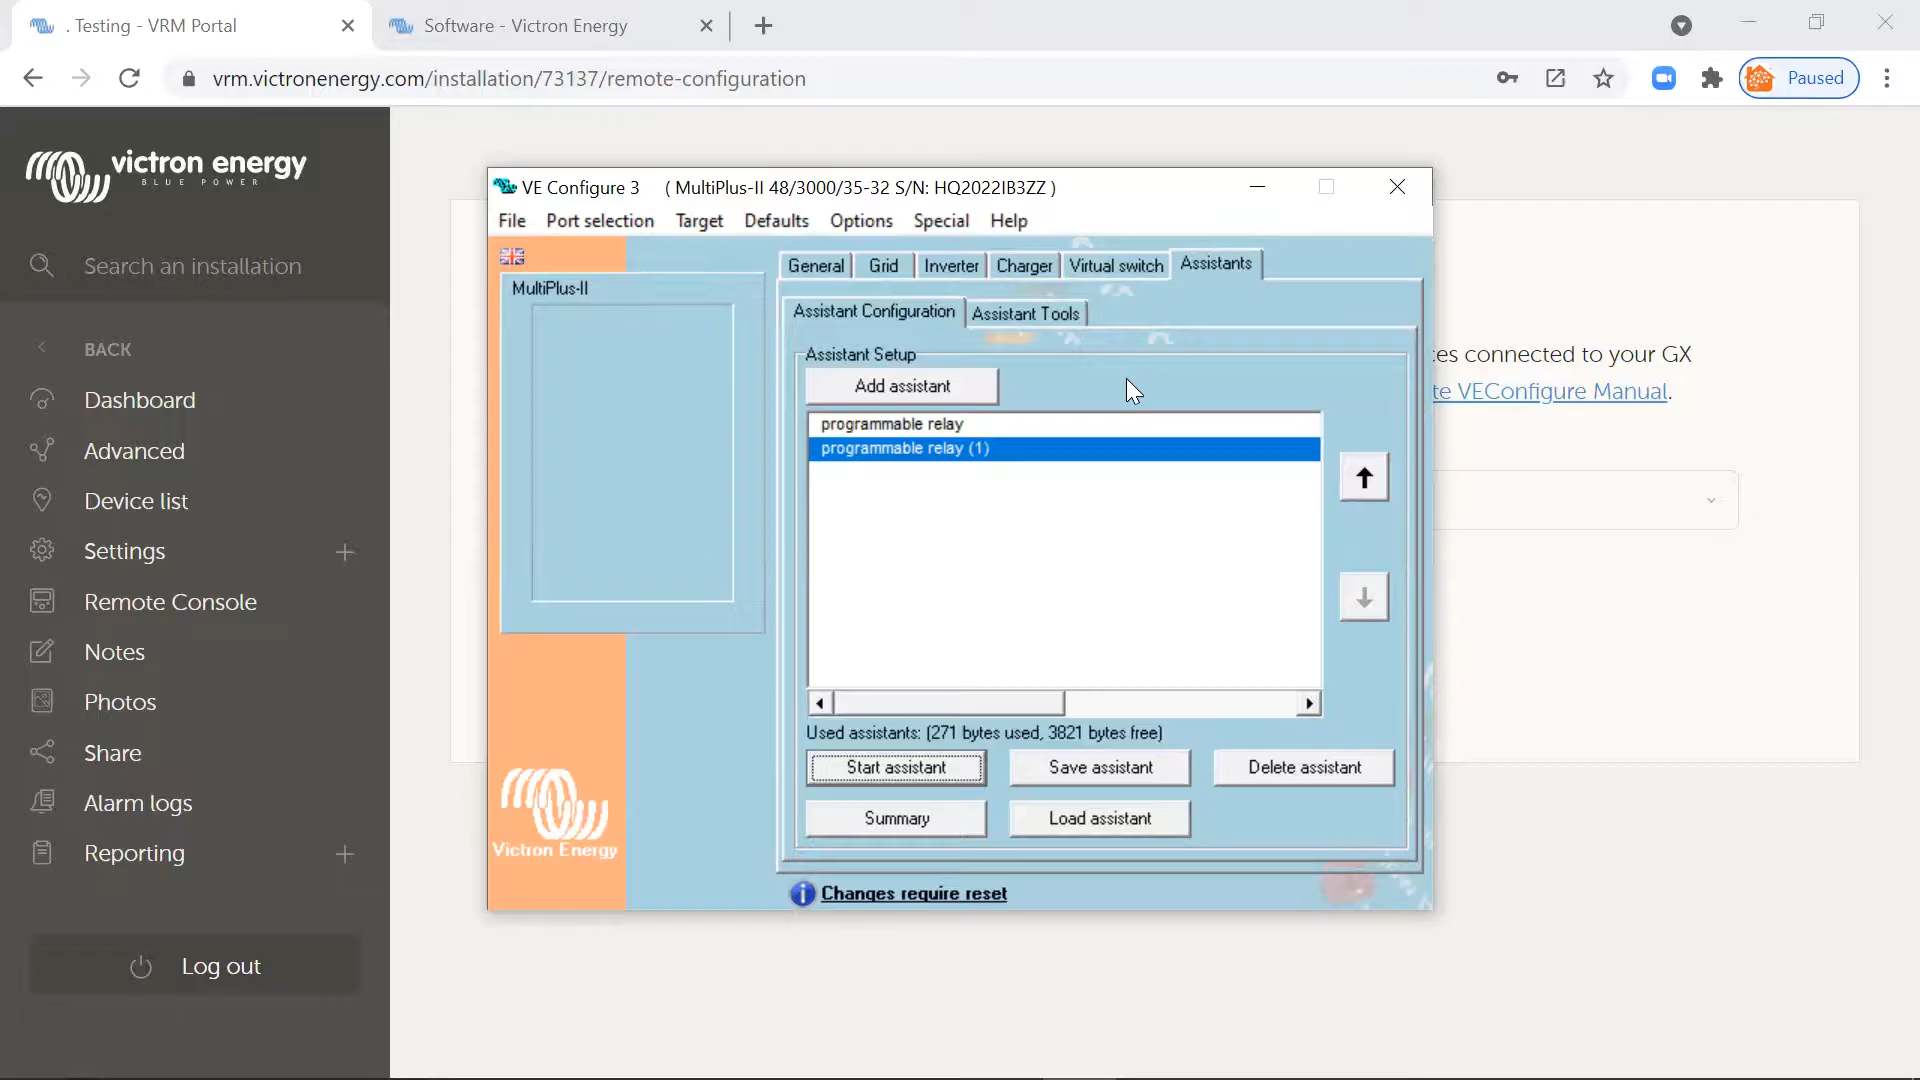 . Testing - VRM Portal
Software - Victron Energy
vrm.victronenergy.com/installation/73137/remote-configuration
Paused
victron energy
BLUE POWER
Search an installation
BACK
Dashboard
Advanced
Device list
Settings
Remote Console
Notes
Photos
Share
Alarm logs
Reporting
Log out
VE Configure 3 ( MultiPlus-II 48/3000/35-32 S/N: HQ2022IB3ZZ )
File Port selection Target Defaults Options Special Help
MultiPlus-II
General Grid Inverter Charger Virtual switch Assistants
Assistant Configuration Assistant Tools
Assistant Setup
Add assistant
programmable relay
programmable relay (1)
Used assistants: (271 bytes used, 3821 bytes free)
Start assistant Save assistant Delete assistant
Summary Load assistant
Victron Energy
Changes require reset
es connected to your GX
te VEConfigure Manual.